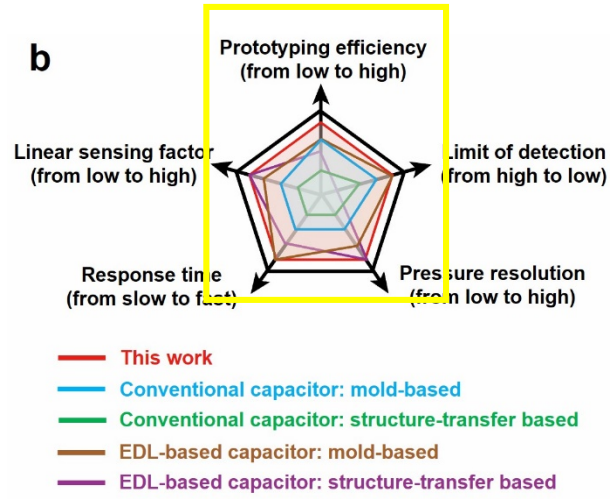 b
Prototyping efficiency
(from low to high)
Linear sensing factor
(from low to high)
Limit of detection
(from high to low)
Response time
(from slow to fast)
Pressure resolution
(from low to high)
This work
Conventional capacitor: mold-based
Conventional capacitor: structure-transfer based
EDL-based capacitor: mold-based
EDL-based capacitor: structure-transfer based